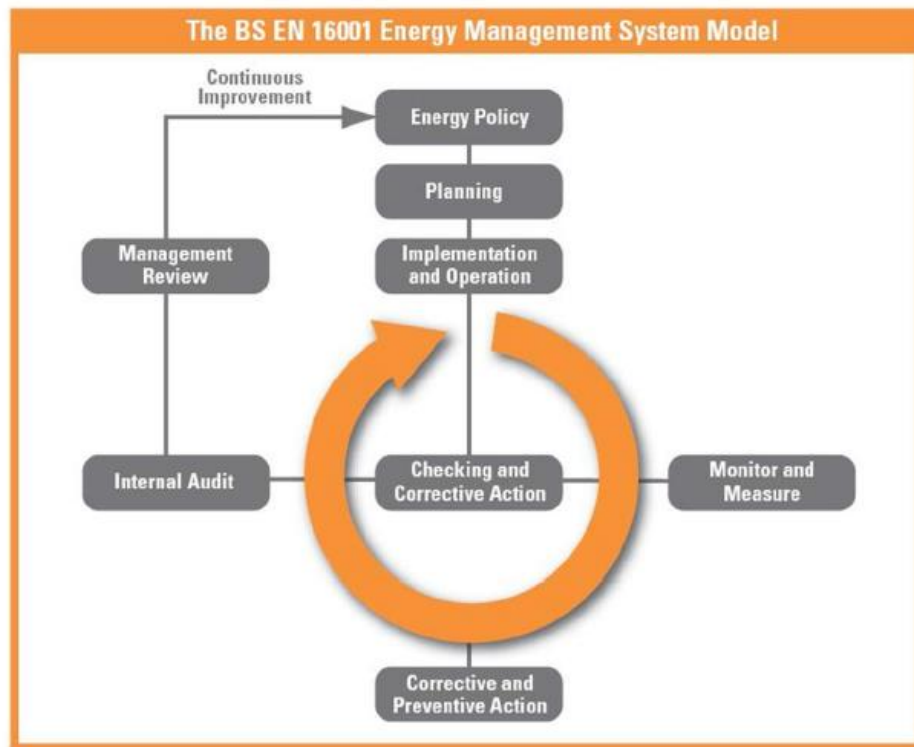 The BS EN 16001 Energy Management System Model
Continuous
Improvement
Energy Policy
Planning
Management
Review
Implementation
and Operation
Internal Audit
Checking and
Corrective Action
Monitor and
Measure
Corrective and
Preventive Action